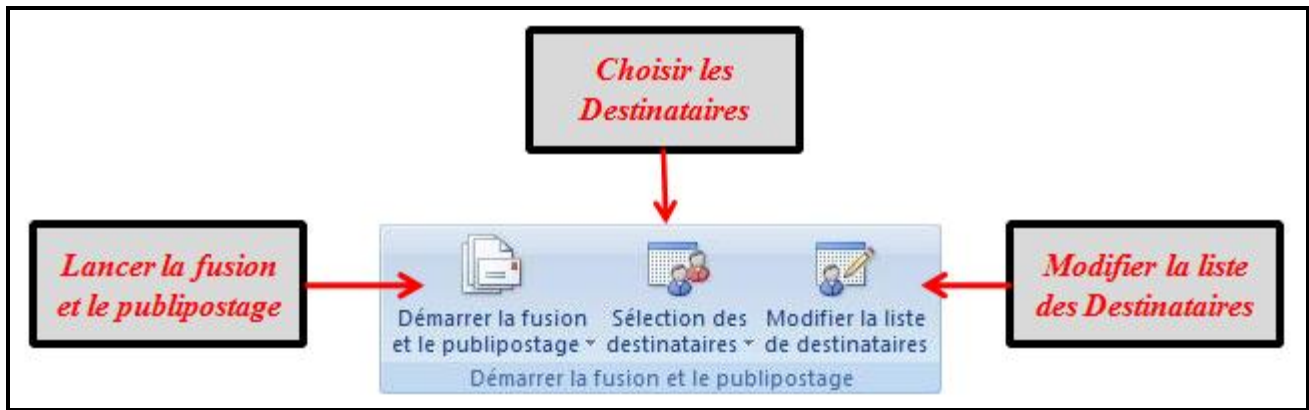 Choisir les
Destinataires
Lancer la fusion
et le publipostage
Modifier la liste
des Destinataires
Démarrer la fusion
et le publipostage
Sélection des
destinataires
Modifier la liste
de destinataires
Démarrer la fusion et le publipostage